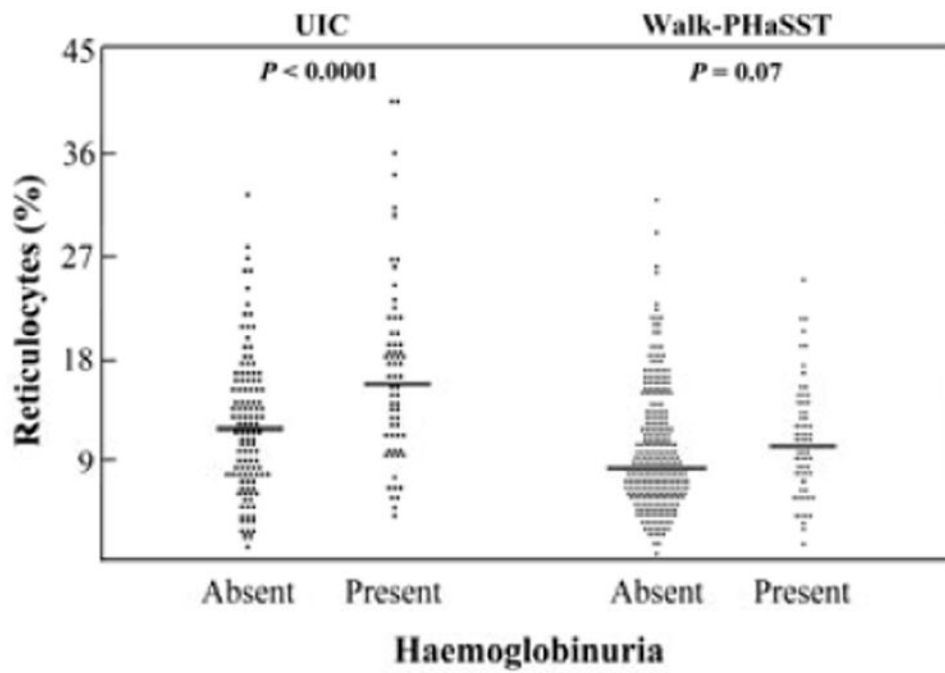 UIC Walk-PHaSST
P < 0.0001 P = 0.07
45
36
27
18
9
Reticulocytes (%)
Absent Present Absent Present
Haemoglobinuria